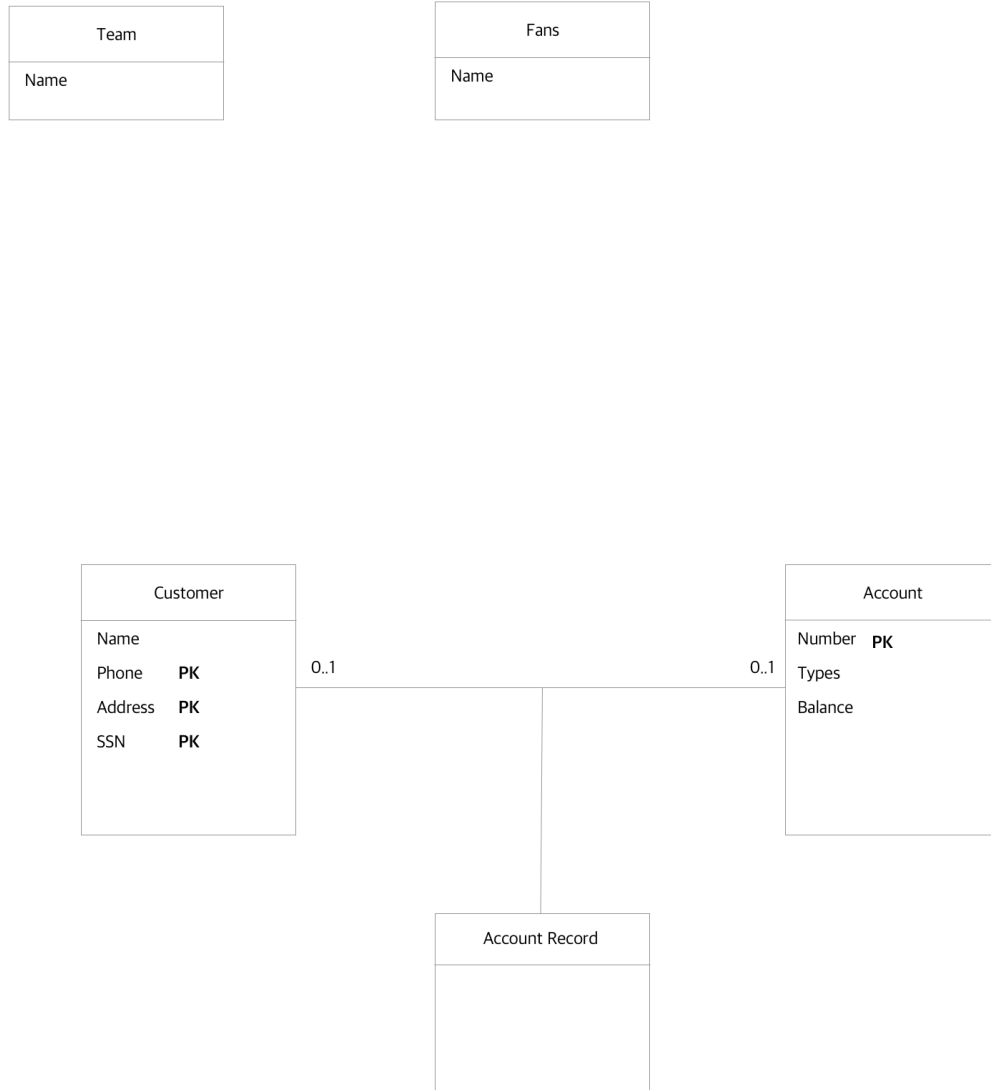 Team
Name
Fans
Name
Customer
Name
Phone PK
Address PK
SSN PK
0..1
0..1
Account
Number PK
Types
Balance
Account Record